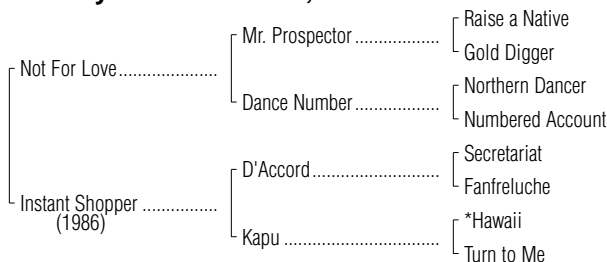 Raise a Native
Mr. Prospector ....................
Gold Digger
Not For Love.......................
Northern Dancer
Dance Number ....................
Numbered Account
Secretariat
D'Accord..............................
Fanfreluche
Instant Shopper .................
(1986)
*Hawaii
Kapu .....................................
Turn to Me